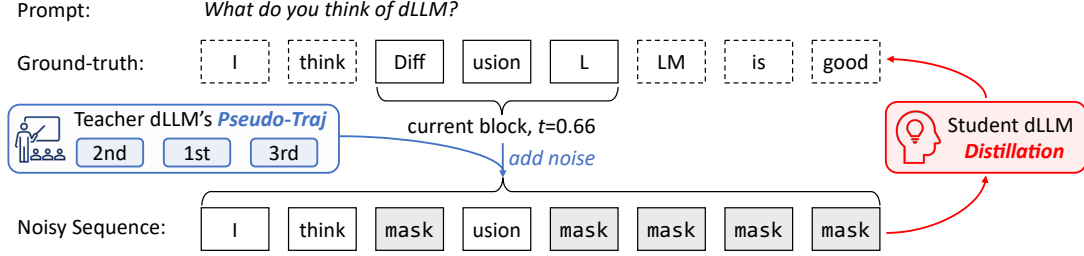 Prompt: What do you think of dLLM?
Ground-truth: I think Diff usion L LM is good
Teacher dLLM's Pseudo-Traj
2nd 1st 3rd
current block, t=0.66
add noise
Student dLLM
Distillation
Noisy Sequence: I think mask usion mask mask mask mask